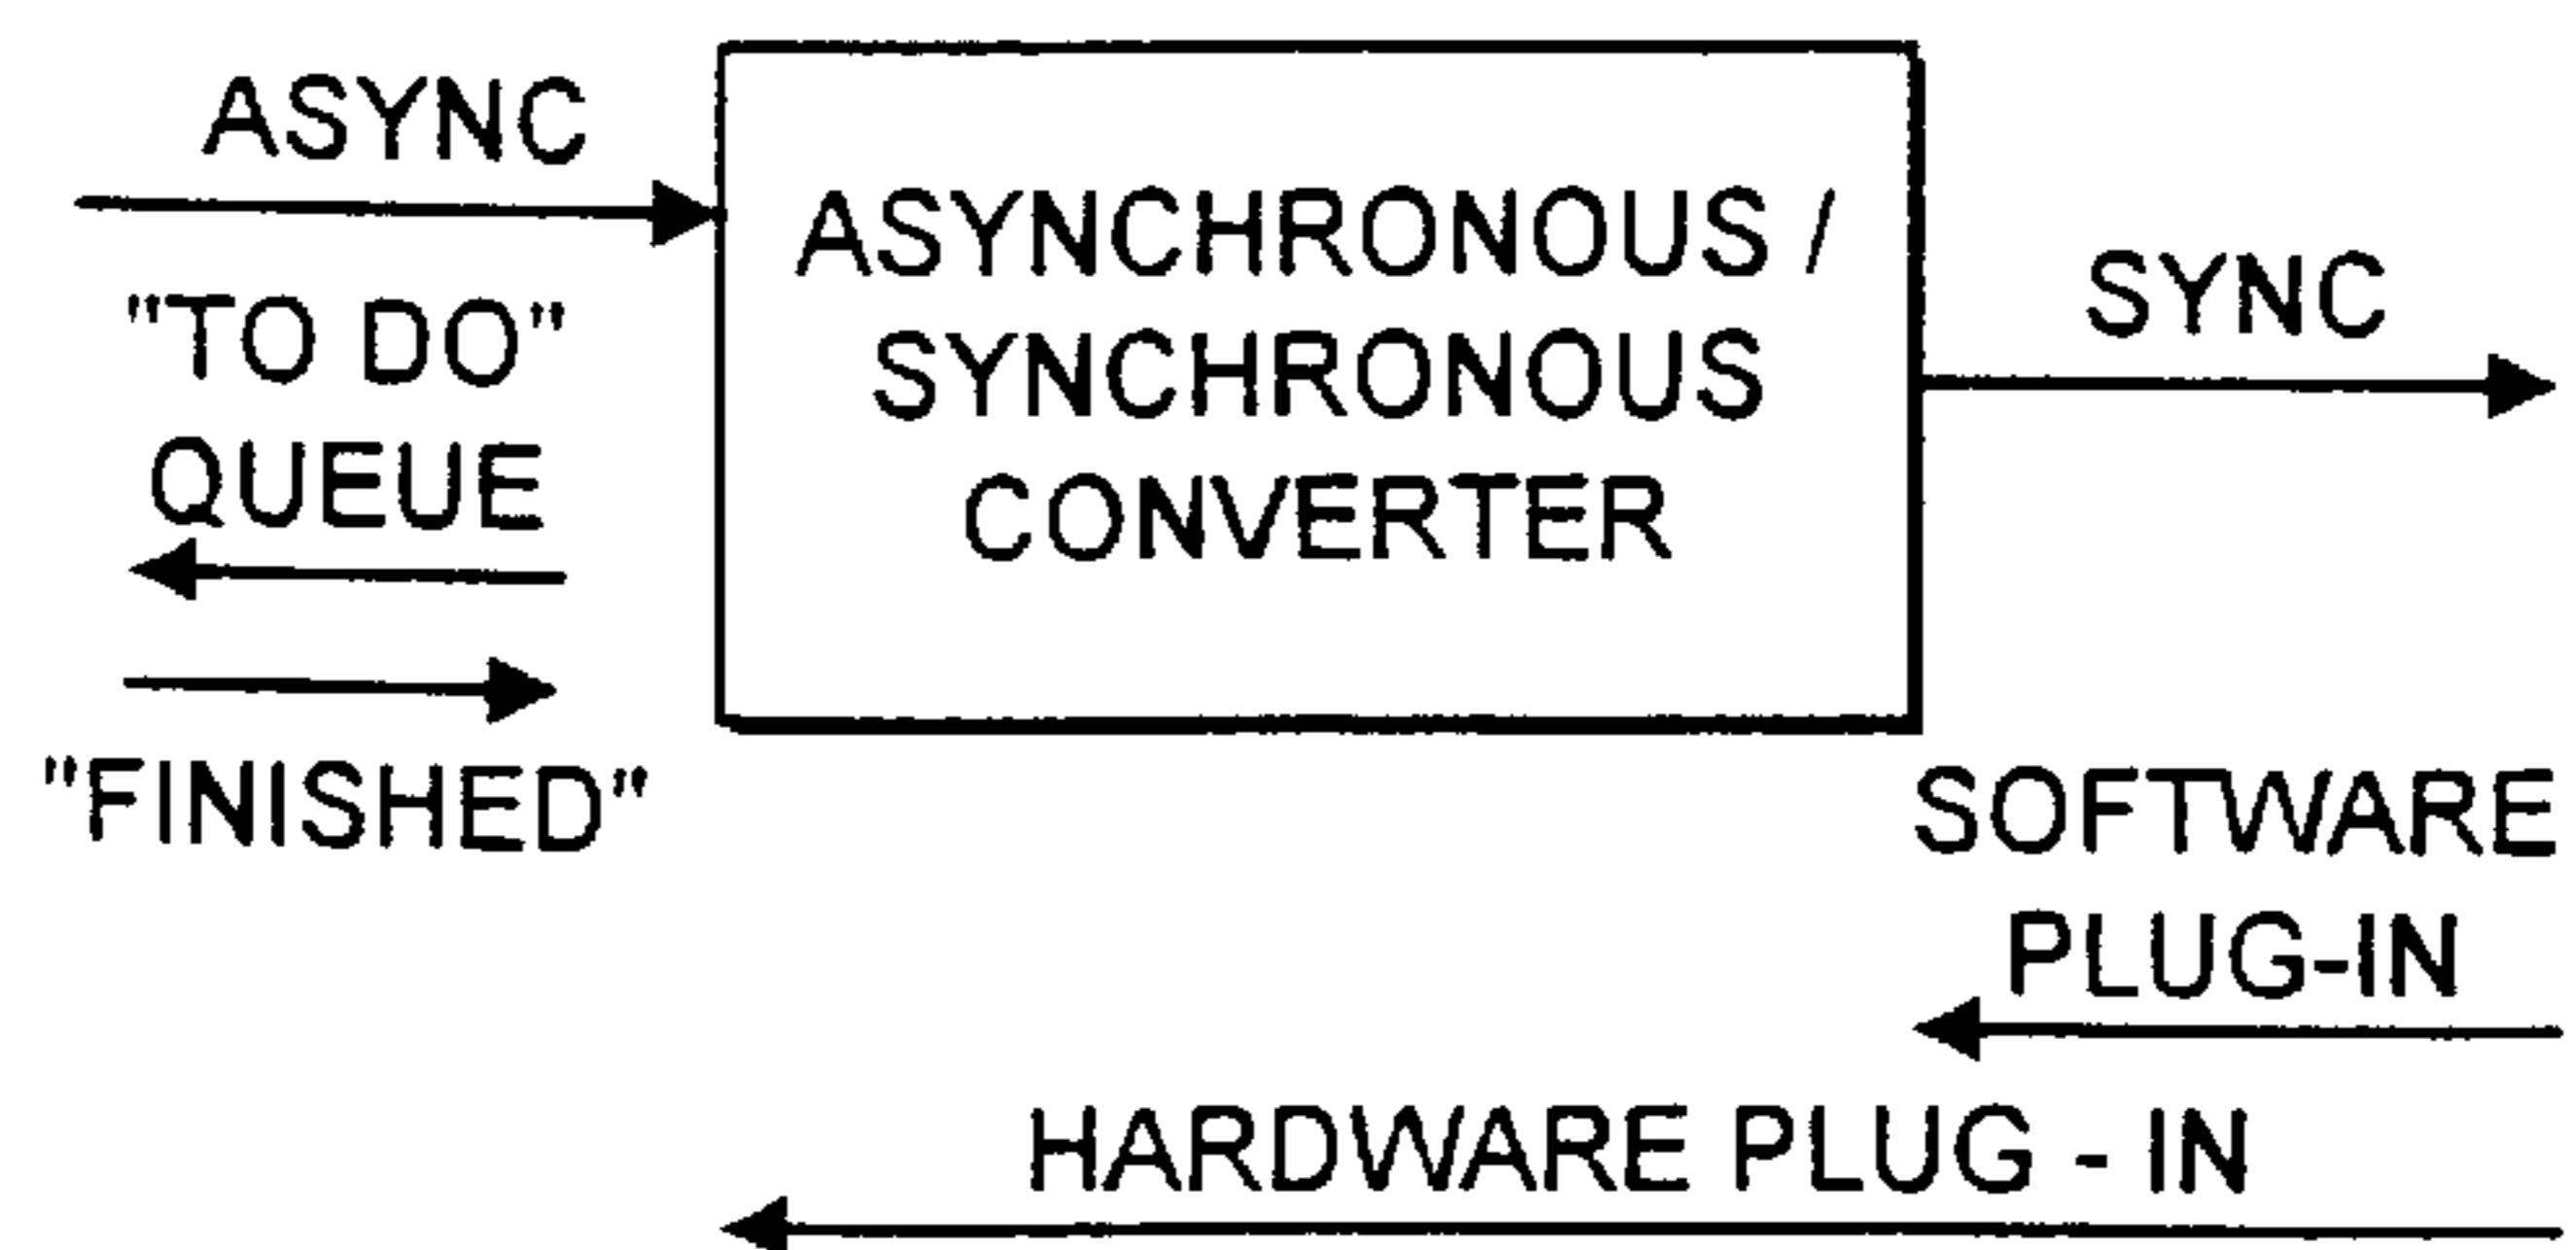 ASYNC
"TO DO"
QUEUE
"FINISHED"
ASYNCHRONOUS /
SYNCHRONOUS
CONVERTER
SYNC
SOFTWARE
PLUG-IN
HARDWARE PLUG - IN